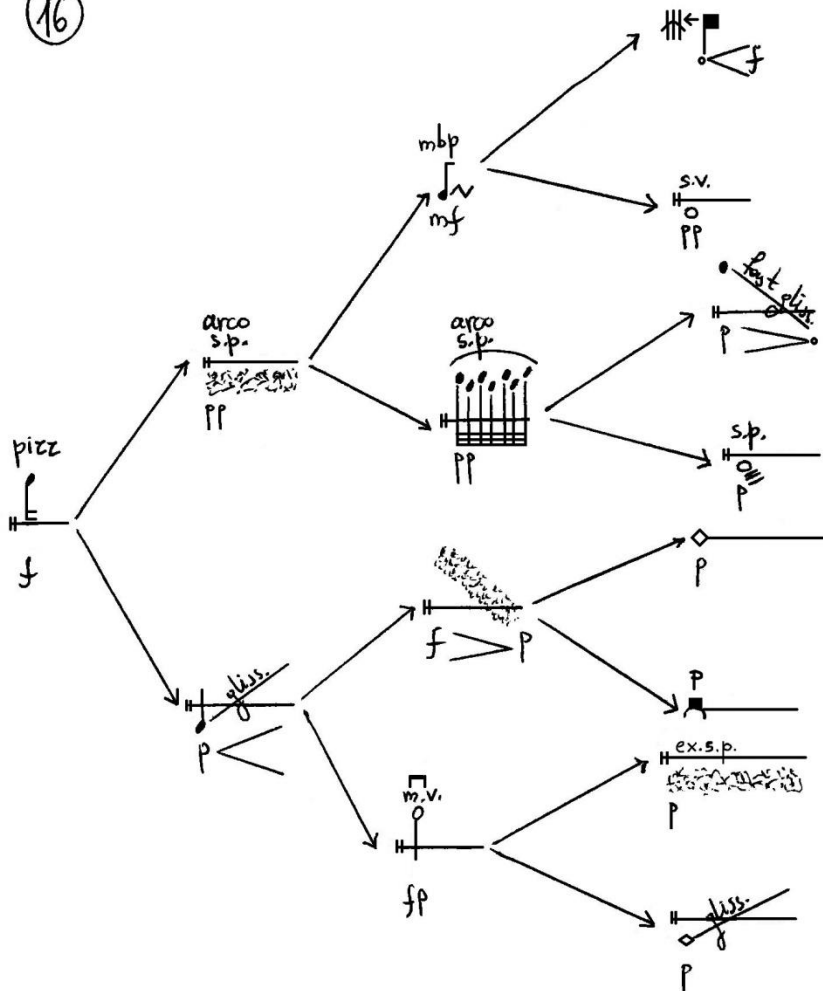 16
f
mbp
mf
s.v.
pp
fast gliss.
p
arco
s.p.
pp
arco
s.p.
pp
s.p.
p
pizz
f
p
f p
gliss.
p
p
ex.s.p.
p
m.v.
fp
gliss.
p